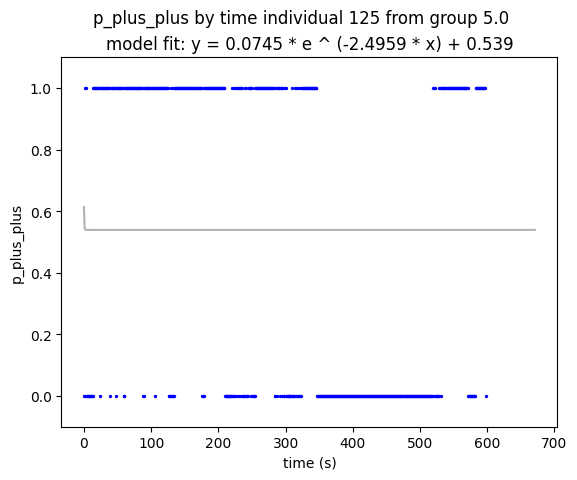 p_plus_plus by time individual 125 from group 5.0
model fit: y = 0.0745 * e ^ (-2.4959 * x) + 0.539
1.0
0.8
0.6
0.4
0.2
0.0
p_plus_plus
0 100 200 300 400 500 600 700
time (s)